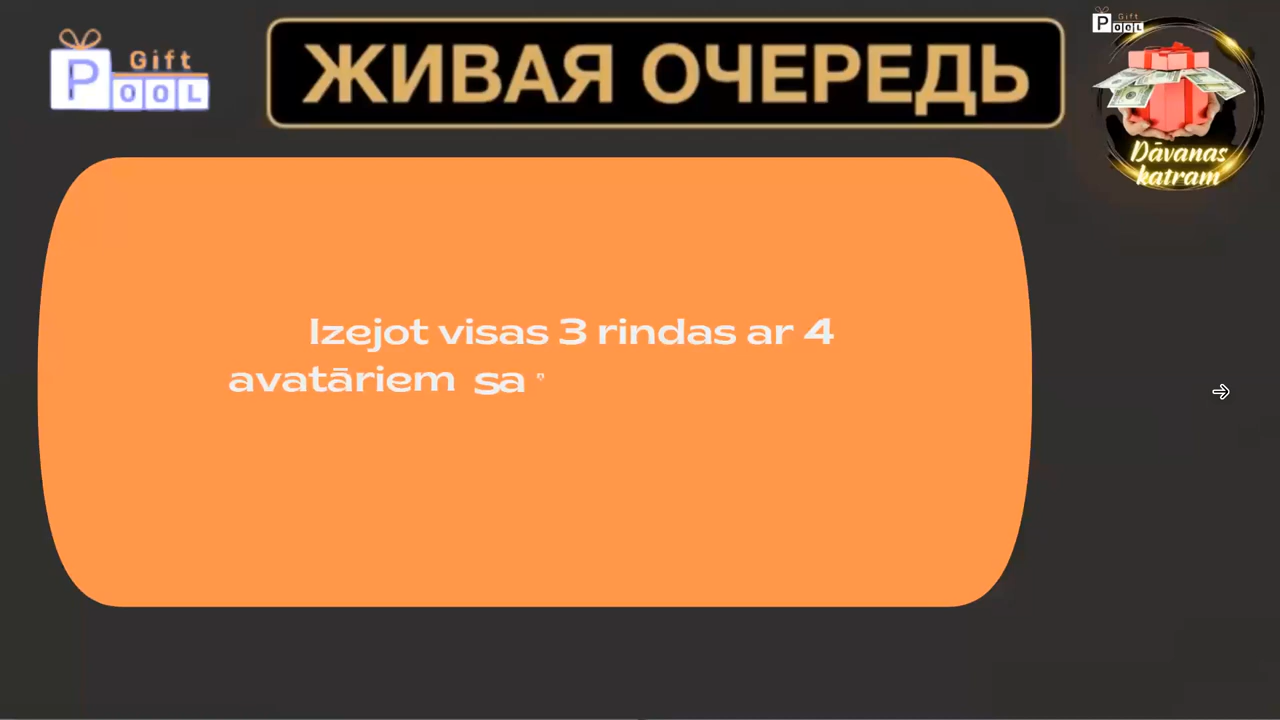 Gift
POOL
ЖИВАЯ ОЧЕРЕДЬ
Gift
POOL
Dāvanas
katram
Izejot visas 3 rindas ar 4
avatāriem sa